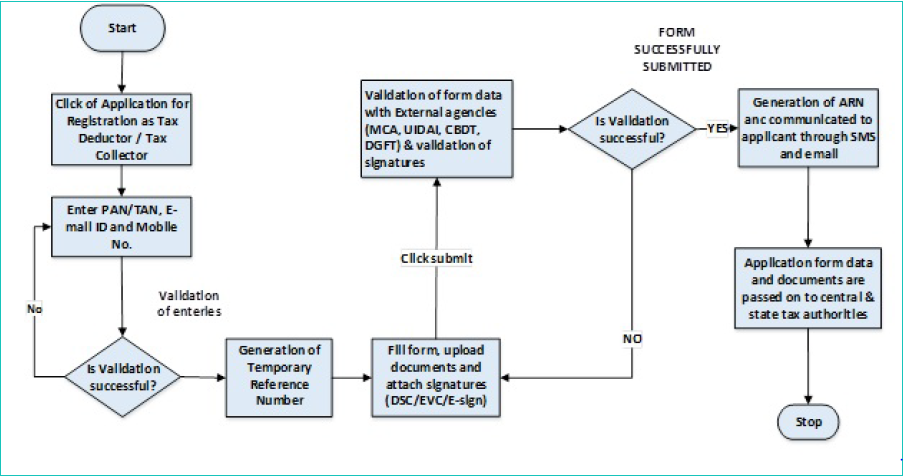 Start
Click of Application for
Registration as Tax
Deductor / Tax
Collector
Enter PAN/TAN, E-
mail ID and Mobile
No.
No
Validation
of enteries
Is Validation
successful?
Generation of
Temporary
Reference
Number
Fill form, upload
documents and
attach signatures
(DSC/EVC/E-sign)
Click submit
Validation of form data
with External agencies
(MCA, UIDAI, CBDT,
DGFT) & validation of
signatures
FORM
SUCCESSFULLY
SUBMITTED
Is Validation
successful?
YES
NO
Generation of ARN
anc communicated to
applicant through SMS
and email
Application form data
and documents are
passed on to central &
state tax authorities
Stop